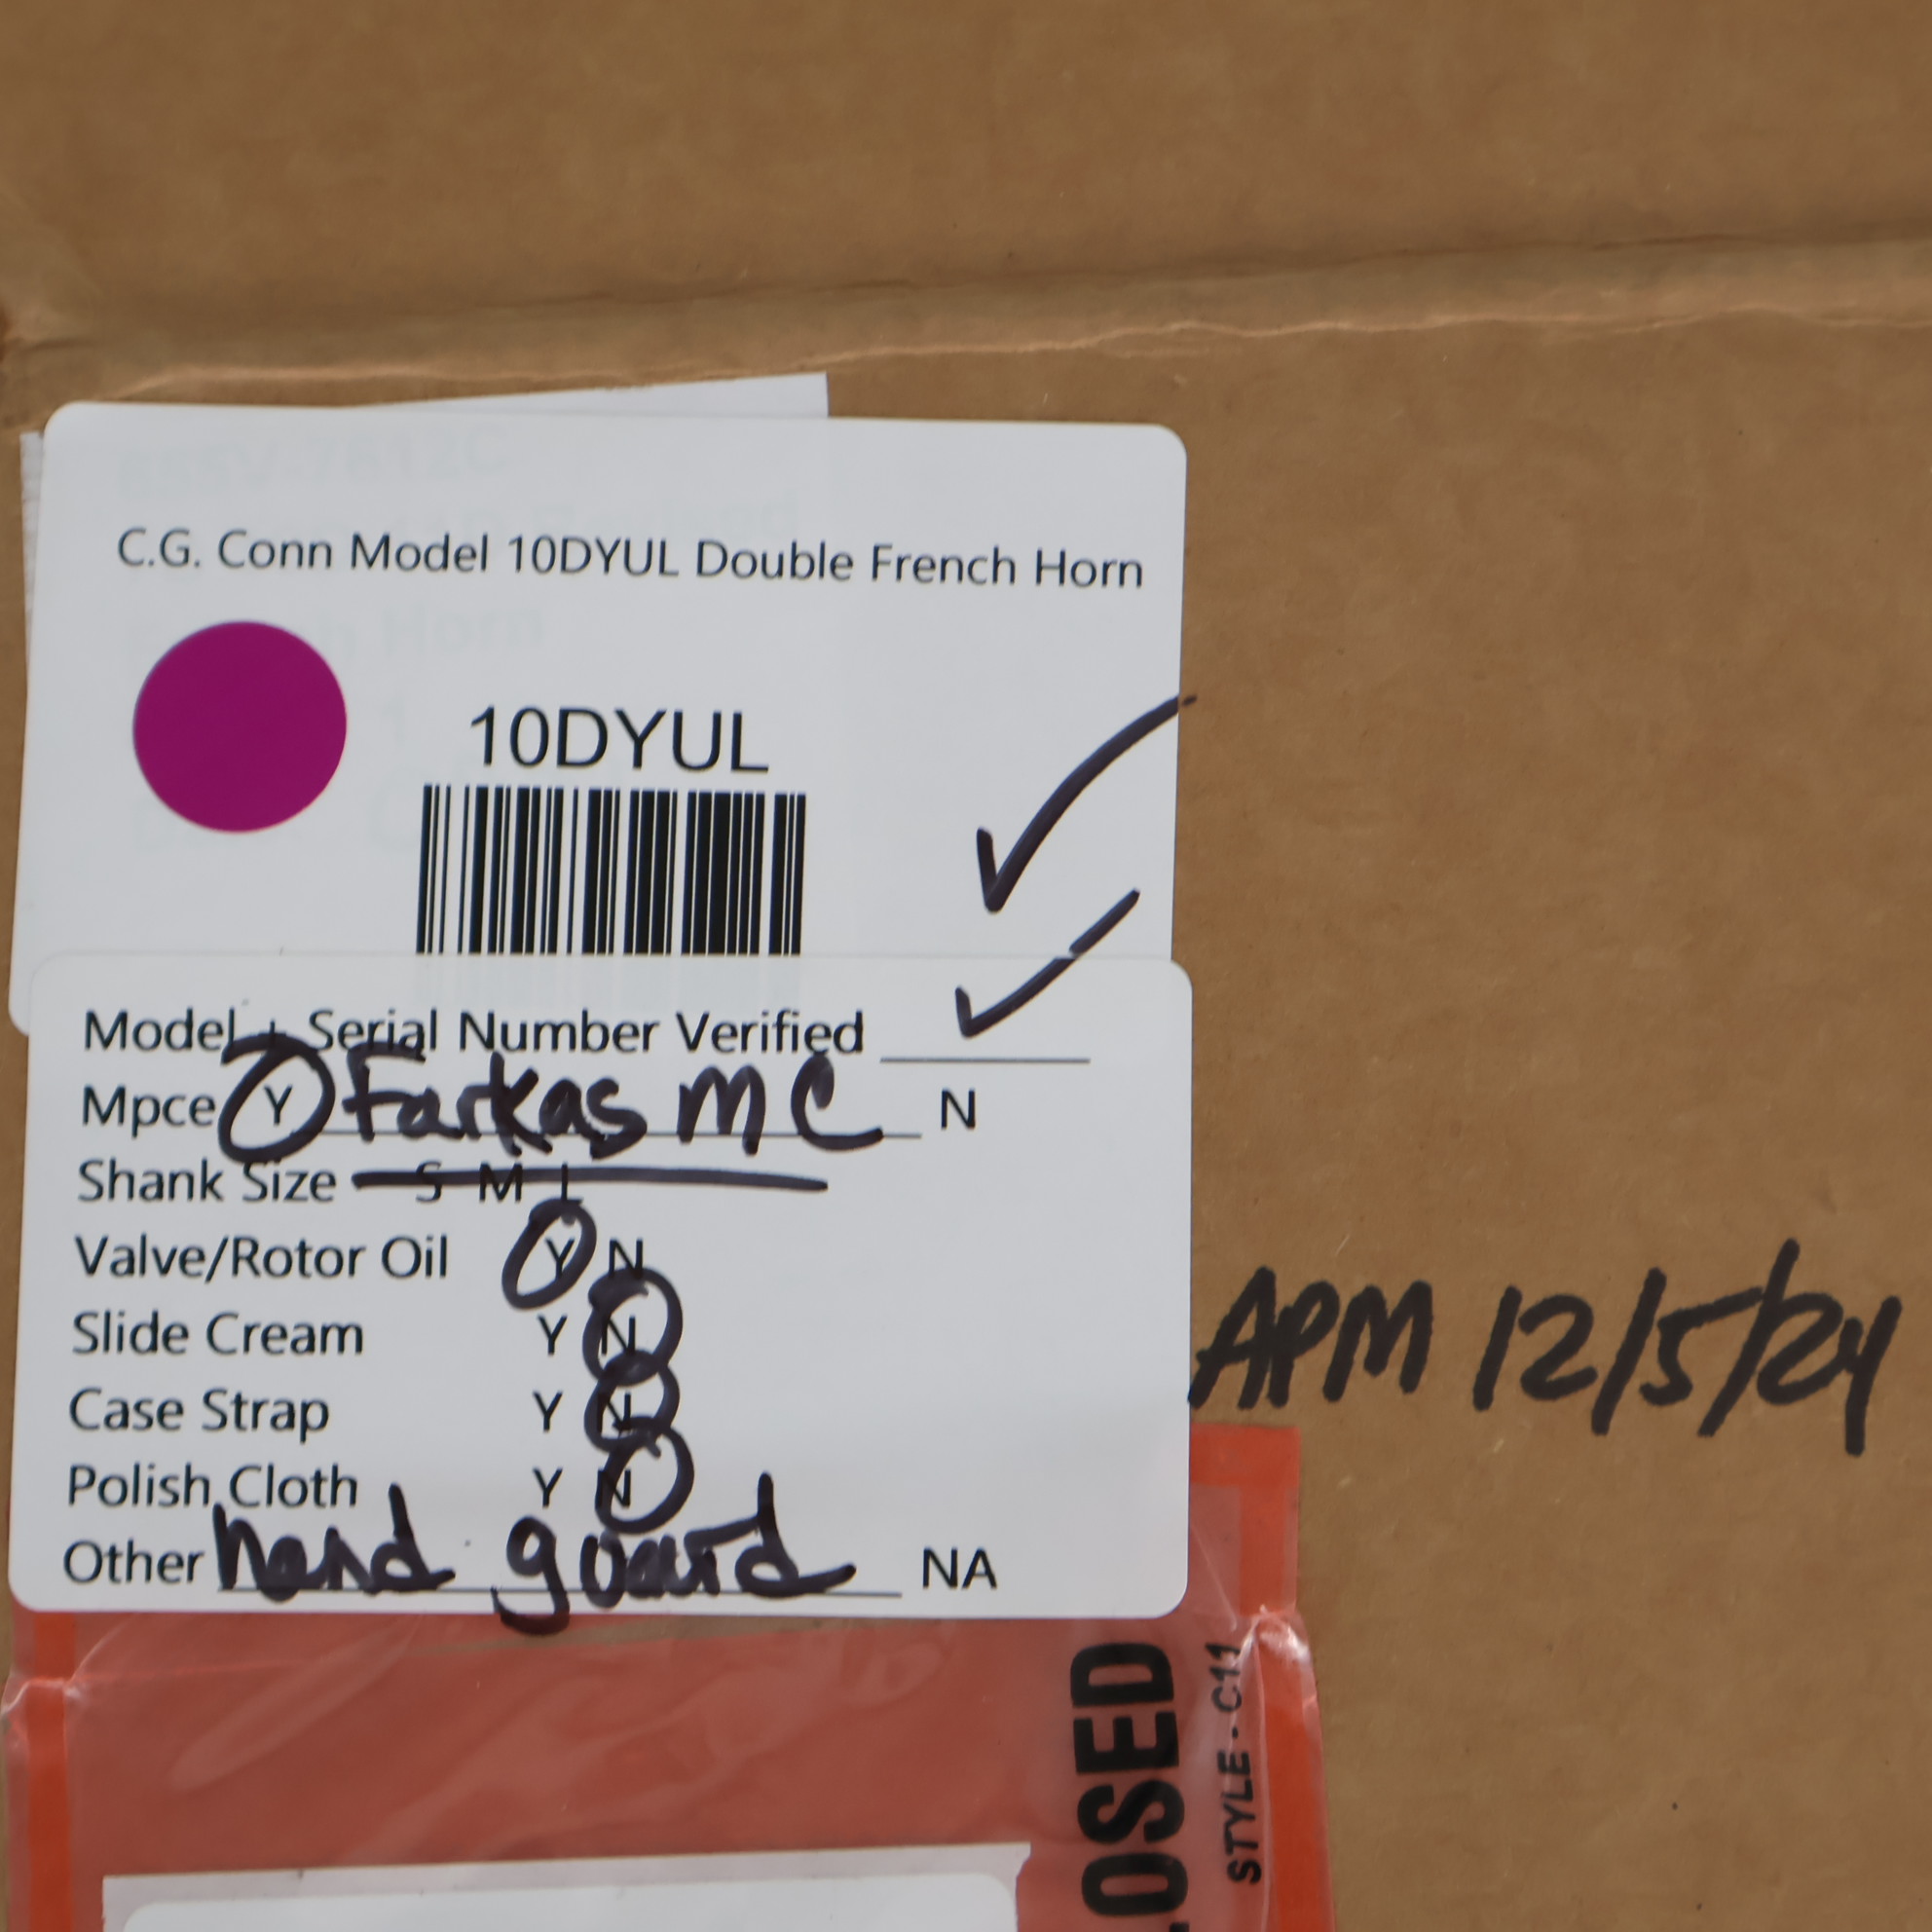 C.G. Conn Model 10DYUL Double French Horn
10DYUL
Model + Serial Number Verified
Mpce Y Farkas MC N
Shank Size S M L
Valve/Rotor Oil Y N
Slide Cream Y N
Case Strap Y N
Polish Cloth Y N
Other hand guard NA
APM 12/5/24
LOSED
STYLE - C11